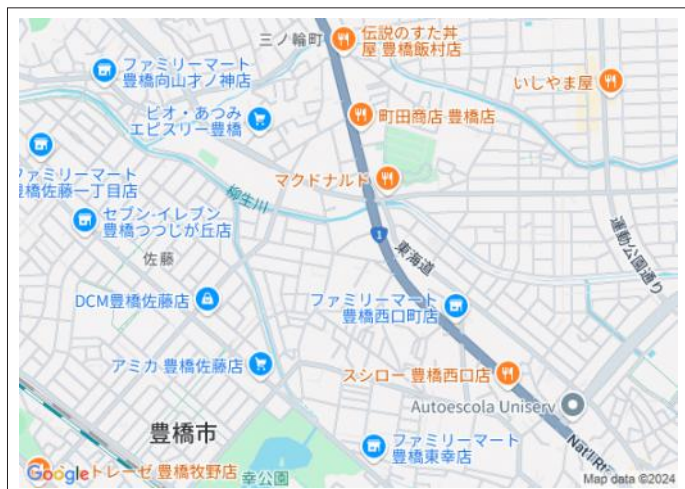 三ノ輪町
伝説のすた丼
屋 豊橋飯村店
ファミリーマート
豊橋向山才ノ神店
いしやま屋
ビオ・あつみ
エピスリー豊橋
町田商店 豊橋店
ファミリーマート
豊橋佐藤一丁目店
マクドナルド
柳生川
セブン-イレブン
豊橋つつじが丘店
運動公園通り
1
東海道
佐藤
DCM豊橋佐藤店
ファミリーマート
豊橋西口町店
アミカ 豊橋佐藤店
スシロー 豊橋西口店
Autoescola Uniserv
豊橋市
ファミリーマート
豊橋東幸店
Nat'l Rt
Google
トレーゼ 豊橋牧野店
幸公園
Map data ©2024